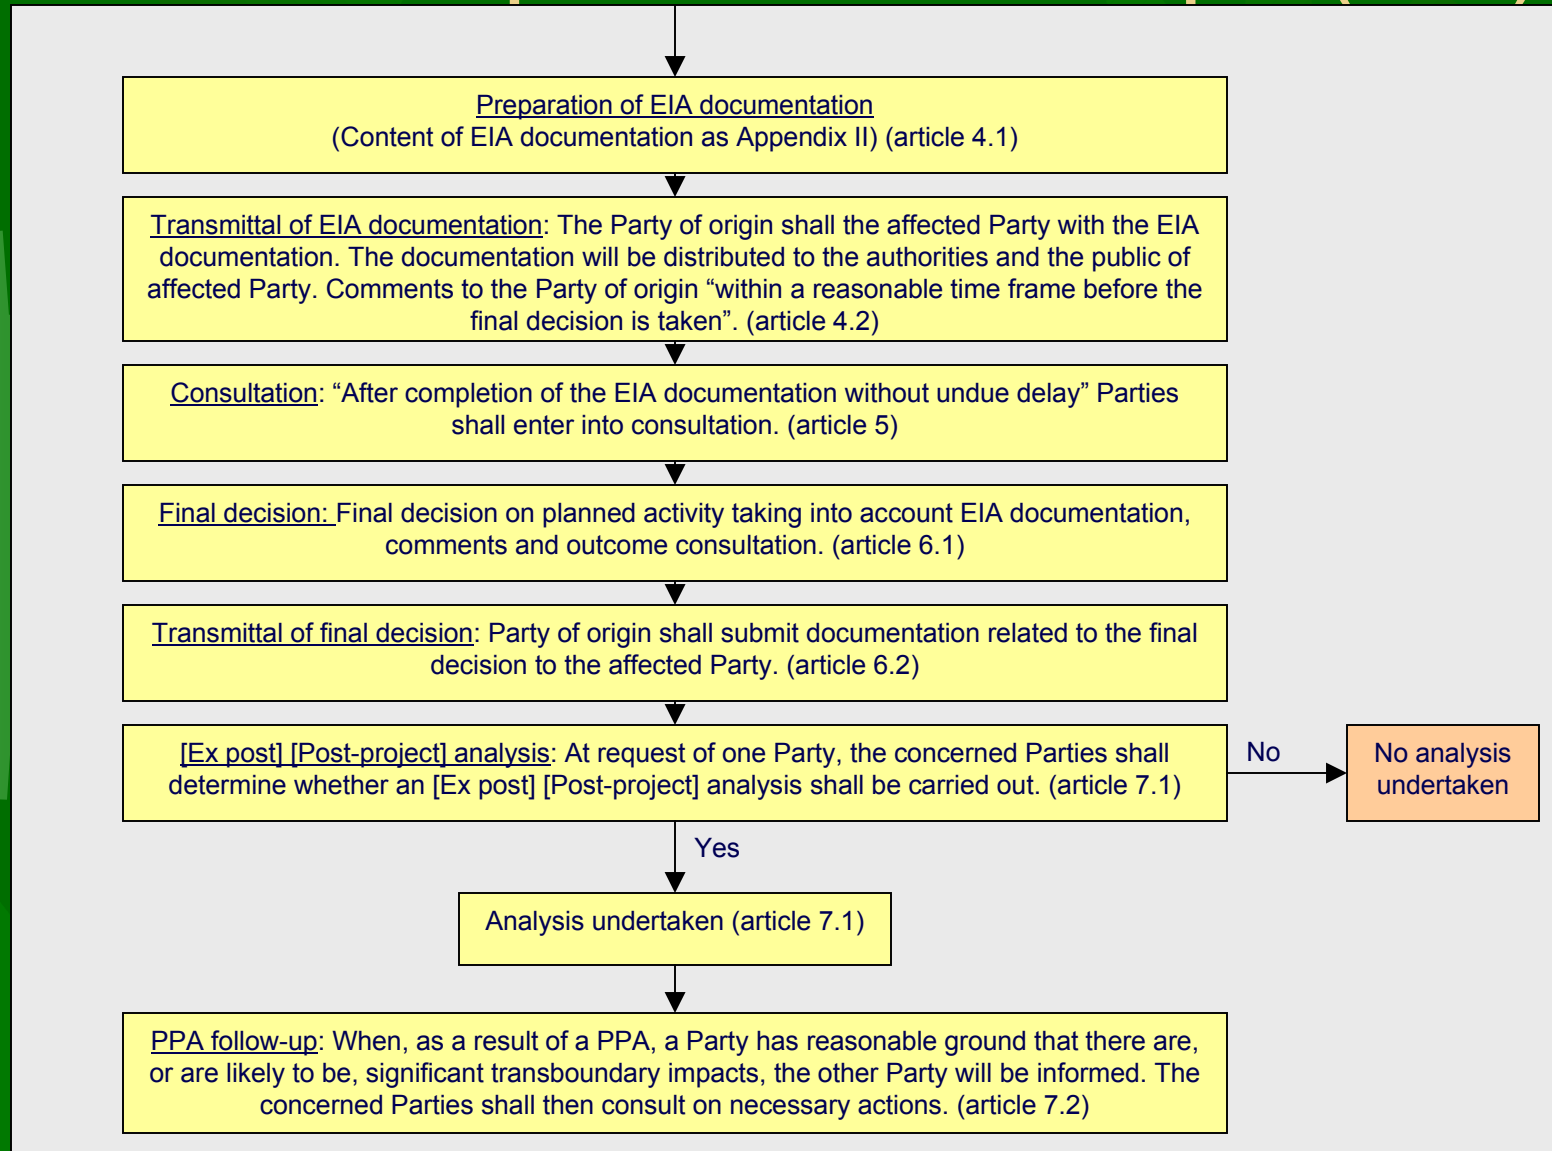 Preparation of EIA documentation
(Content of EIA documentation as Appendix II) (article 4.1)
Transmittal of EIA documentation: The Party of origin shall the affected Party with the EIA
documentation. The documentation will be distributed to the authorities and the public of
affected Party. Comments to the Party of origin “within a reasonable time frame before the
final decision is taken”. (article 4.2)
Consultation: “After completion of the EIA documentation without undue delay” Parties
shall enter into consultation. (article 5)
Final decision: Final decision on planned activity taking into account EIA documentation,
comments and outcome consultation. (article 6.1)
Transmittal of final decision: Party of origin shall submit documentation related to the final
decision to the affected Party. (article 6.2)
[Ex post] [Post-project] analysis: At request of one Party, the concerned Parties shall
determine whether an [Ex post] [Post-project] analysis shall be carried out. (article 7.1)
No
No analysis
undertaken
Yes
Analysis undertaken (article 7.1)
PPA follow-up: When, as a result of a PPA, a Party has reasonable ground that there are,
or are likely to be, significant transboundary impacts, the other Party will be informed. The
concerned Parties shall then consult on necessary actions. (article 7.2)